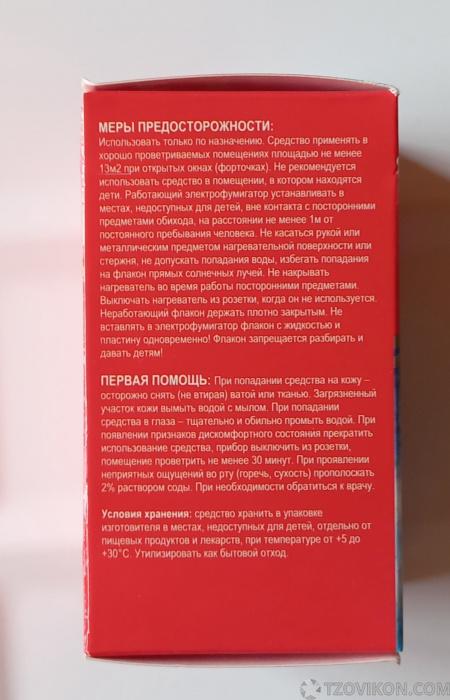 МЕРЫ ПРЕДОСТОРОЖНОСТИ:
Использовать только по назначению. Средство применять в
хорошо проветриваемых помещениях площадью не менее
13м2 при открытых окнах (форточках). Не рекомендуется
использовать средство в помещении, в котором находятся
дети. Работающий электрофумигатор устанавливать в
местах, недоступных для детей, вне контакта с посторонними
предметами обихода, на расстоянии не менее 1м от
постоянного пребывания человека. Не касаться рукой или
металлическим предметом нагревательной поверхности или
стержня, не допускать попадания воды, избегать попадания
на флакон прямых солнечных лучей. Не накрывать
нагреватель во время работы посторонними предметами.
Выключать нагреватель из розетки, когда он не используется.
Неработающий флакон держать плотно закрытым. Не
вставлять в электрофумигатор флакон с жидкостью и
пластину одновременно! Флакон запрещается разбирать и
давать детям!
ПЕРВАЯ ПОМОЩЬ: При попадании средства на кожу –
осторожно снять (не втирая) ватой или тканью. Загрязненный
участок кожи вымыть водой с мылом. При попадании
средства в глаза – тщательно и обильно промыть водой. При
появлении признаков дискомфортного состояния прекратить
использование средства, прибор выключить из розетки,
помещение проветрить не менее 30 минут. При проявлении
неприятных ощущений во рту (горечь, сухость) прополоскать
2% раствором соды. При необходимости обратиться к врачу.
Условия хранения: средство хранить в упаковке
изготовителя в местах, недоступных для детей, отдельно от
пищевых продуктов и лекарств, при температуре от +5 до
+30°С. Утилизировать как бытовой отход.
TZOVIKON.COM